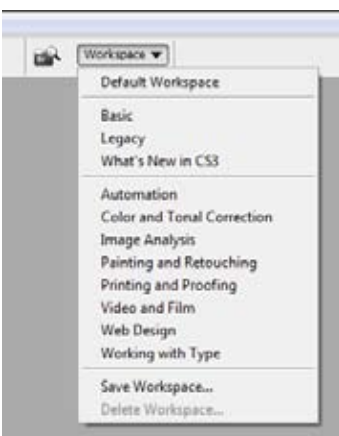 Workspace
Default Workspace
Basic
Legacy
What's New in CS3
Automation
Color and Tonal Correction
Image Analysis
Painting and Retouching
Printing and Proofing
Video and Film
Web Design
Working with Type
Save Workspace...
Delete Workspace...